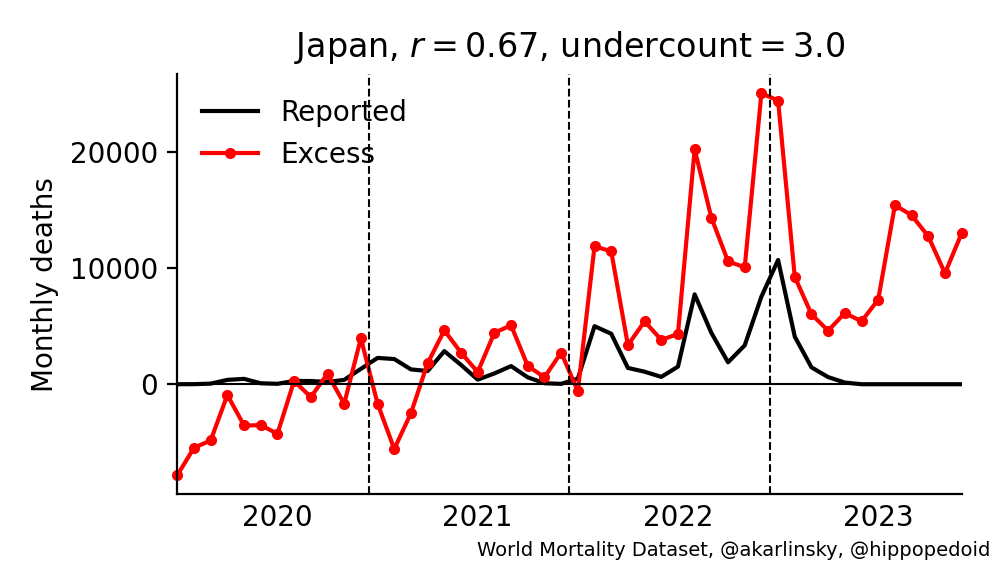 Japan, r = 0.67, undercount = 3.0
Reported
Excess
Monthly deaths
20000
10000
0
2020 2021 2022 2023
World Mortality Dataset, @akarlinsky, @hippopedoid